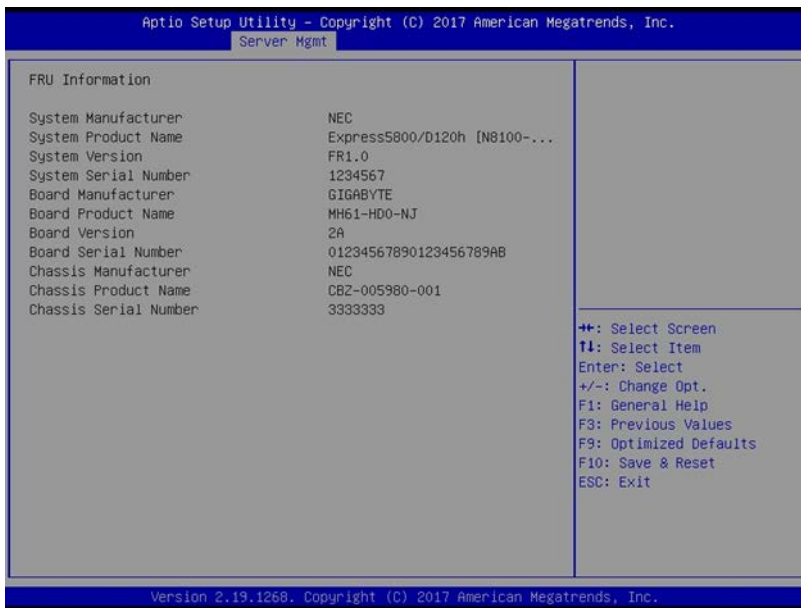 Aptio Setup Utility - Copyright (C) 2017 American Megatrends, Inc.
Server Mgmt
FRU Information
System Manufacturer NEC
System Product Name Express5800/D120h [N8100-...
System Version FR1.0
System Serial Number 1234567
Board Manufacturer GIGABYTE
Board Product Name MH61-HD0-NJ
Board Version 2A
Board Serial Number 01234567890123456789AB
Chassis Manufacturer NEC
Chassis Product Name CBZ-005980-001
Chassis Serial Number 3333333
→←: Select Screen
↑↓: Select Item
Enter: Select
+/-: Change Opt.
F1: General Help
F3: Previous Values
F9: Optimized Defaults
F10: Save & Reset
ESC: Exit
Version 2.19.1268. Copyright (C) 2017 American Megatrends, Inc.